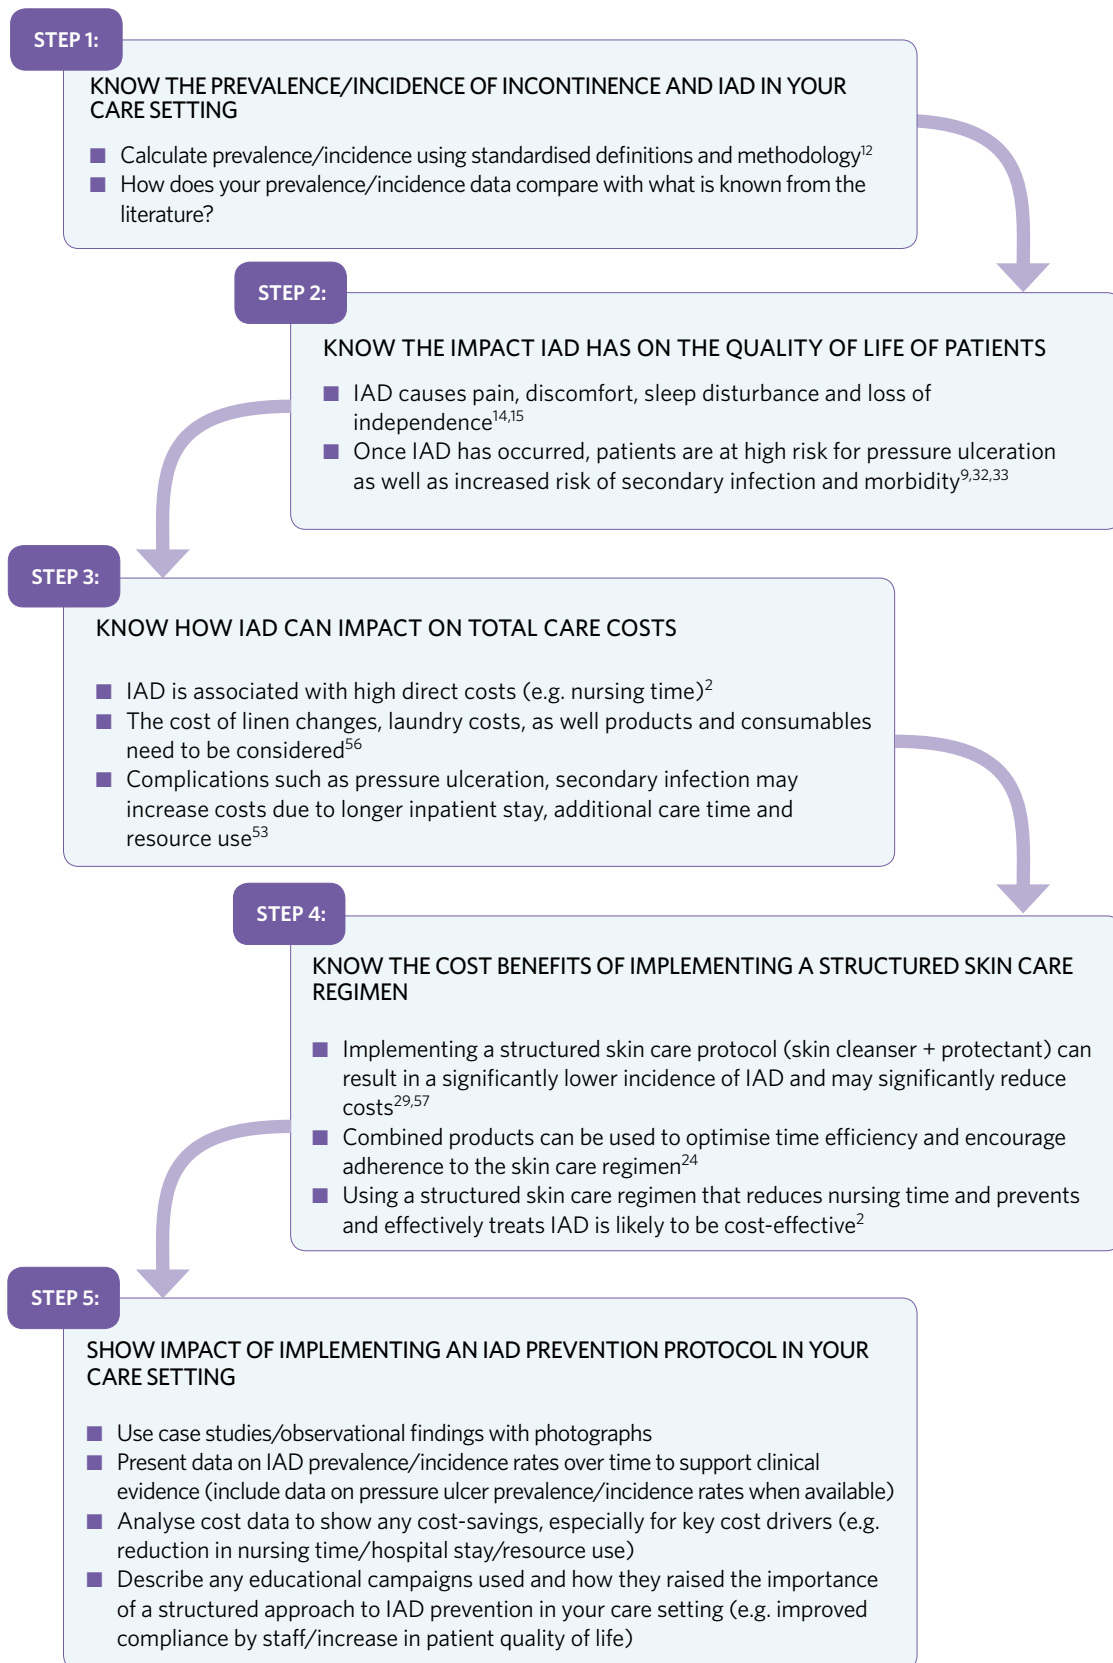 STEP 1:
KNOW THE PREVALENCE/INCIDENCE OF INCONTINENCE AND IAD IN YOUR
CARE SETTING
■ Calculate prevalence/incidence using standardised definitions and methodology12
■ How does your prevalence/incidence data compare with what is known from the
literature?
STEP 2:
KNOW THE IMPACT IAD HAS ON THE QUALITY OF LIFE OF PATIENTS
■ IAD causes pain, discomfort, sleep disturbance and loss of
independence14,15
■ Once IAD has occurred, patients are at high risk for pressure ulceration
as well as increased risk of secondary infection and morbidity9,32,33
STEP 3:
KNOW HOW IAD CAN IMPACT ON TOTAL CARE COSTS
■ IAD is associated with high direct costs (e.g. nursing time)2
■ The cost of linen changes, laundry costs, as well products and consumables
need to be considered56
■ Complications such as pressure ulceration, secondary infection may
increase costs due to longer inpatient stay, additional care time and
resource use53
STEP 4:
KNOW THE COST BENEFITS OF IMPLEMENTING A STRUCTURED SKIN CARE
REGIMEN
■ Implementing a structured skin care protocol (skin cleanser + protectant) can
result in a significantly lower incidence of IAD and may significantly reduce
costs29,57
■ Combined products can be used to optimise time efficiency and encourage
adherence to the skin care regimen24
■ Using a structured skin care regimen that reduces nursing time and prevents
and effectively treats IAD is likely to be cost-effective2
STEP 5:
SHOW IMPACT OF IMPLEMENTING AN IAD PREVENTION PROTOCOL IN YOUR
CARE SETTING
■ Use case studies/observational findings with photographs
■ Present data on IAD prevalence/incidence rates over time to support clinical
evidence (include data on pressure ulcer prevalence/incidence rates when available)
■ Analyse cost data to show any cost-savings, especially for key cost drivers (e.g.
reduction in nursing time/hospital stay/resource use)
■ Describe any educational campaigns used and how they raised the importance
of a structured approach to IAD prevention in your care setting (e.g. improved
compliance by staff/increase in patient quality of life)